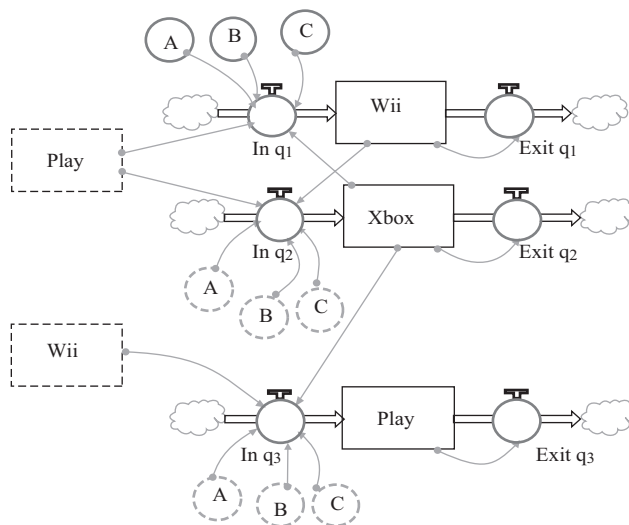 A
B
C
Wii
In q1
Exit q1
Play
Xbox
In q2
Exit q2
A
B
C
Wii
Play
In q3
Exit q3
A
B
C